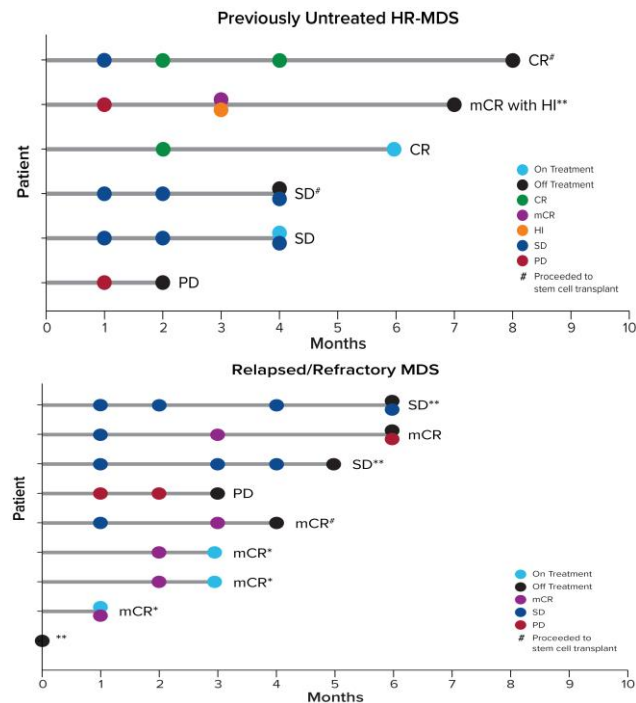 Previously Untreated HR-MDS
CR#
mCR with HI**
CR
SD#
SD
PD
Patient
On Treatment
Off Treatment
CR
mCR
HI
SD
PD
# Proceeded to
stem cell transplant
0 1 2 3 4 5 6 7 8 9 10
Months
Relapsed/Refractory MDS
SD**
mCR
SD**
PD
mCR#
mCR*
mCR*
mCR*
**
Patient
On Treatment
Off Treatment
mCR
SD
PD
# Proceeded to
stem cell transplant
0 1 2 3 4 5 6 7 8 9 10
Months